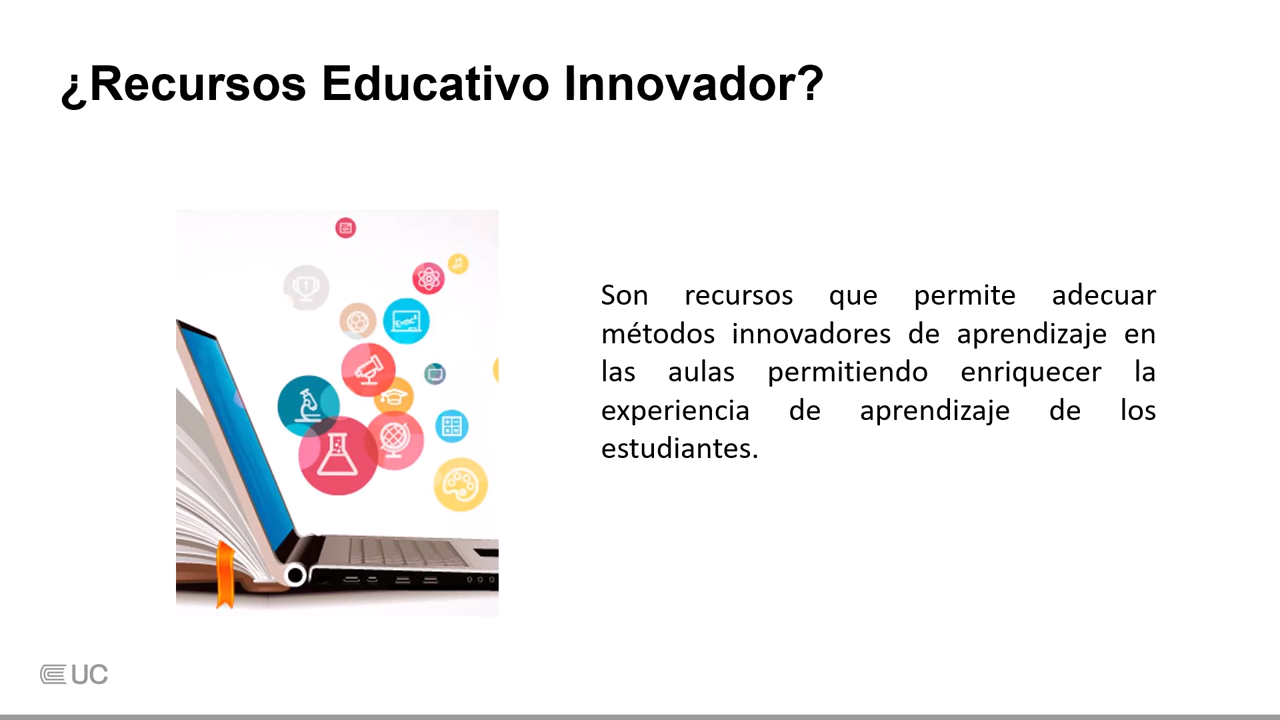 ¿Recursos Educativo Innovador?
Son recursos que permite adecuar
métodos innovadores de aprendizaje en
las aulas permitiendo enriquecer la
experiencia de aprendizaje de los
estudiantes.
UC